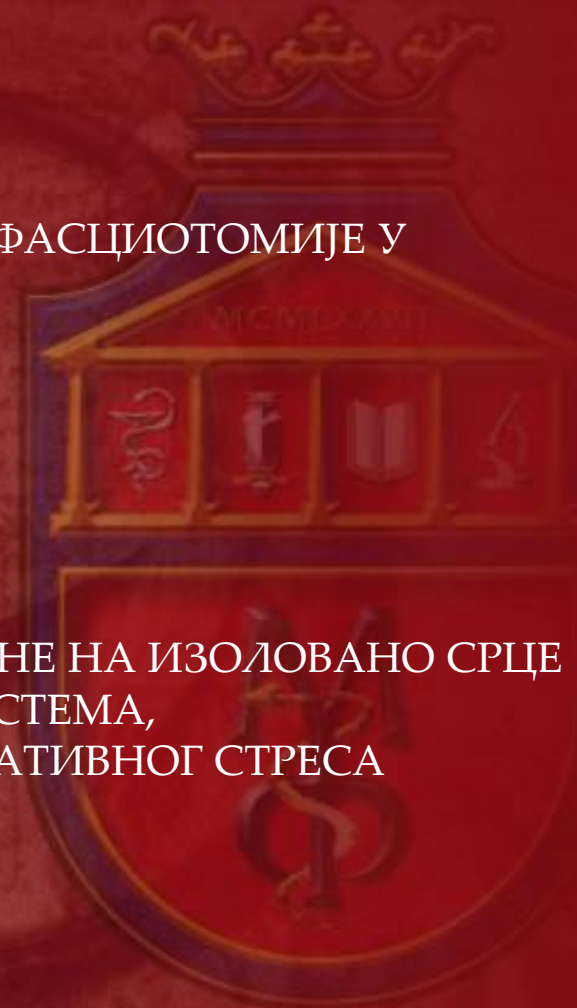 ФАСЦИОТОМИЈЕ У
НЕ НА ИЗОЛОВАНО СРЦЕ
СТЕМА,
АТИВНОГ СТРЕСА